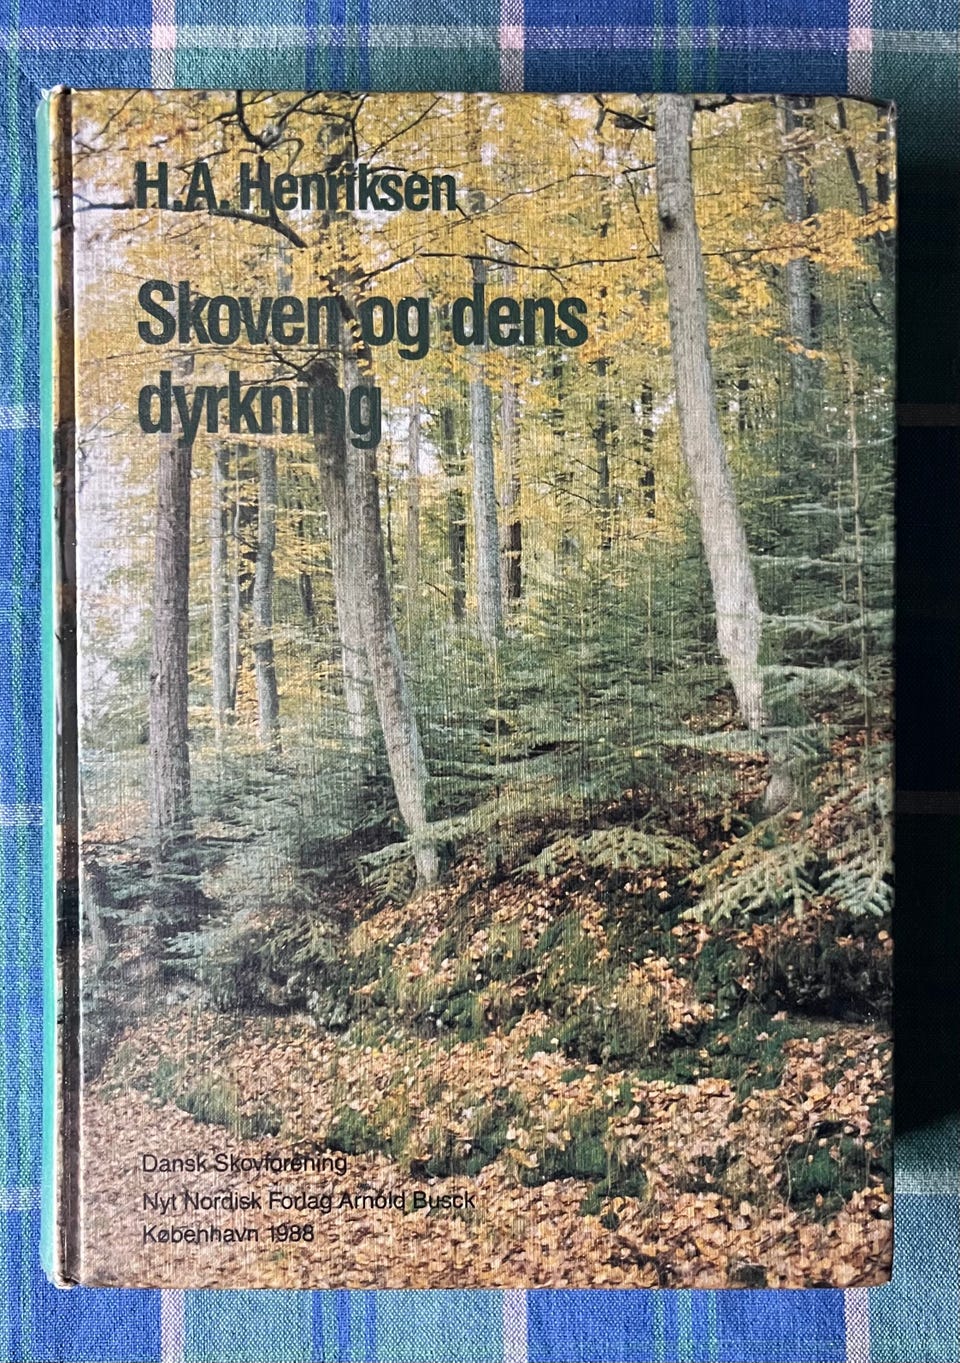 H.A. Henriksen
Skoven og dens
dyrkning
Dansk Skovforening
Nyt Nordisk Forlag Arnold Busck
København 1988